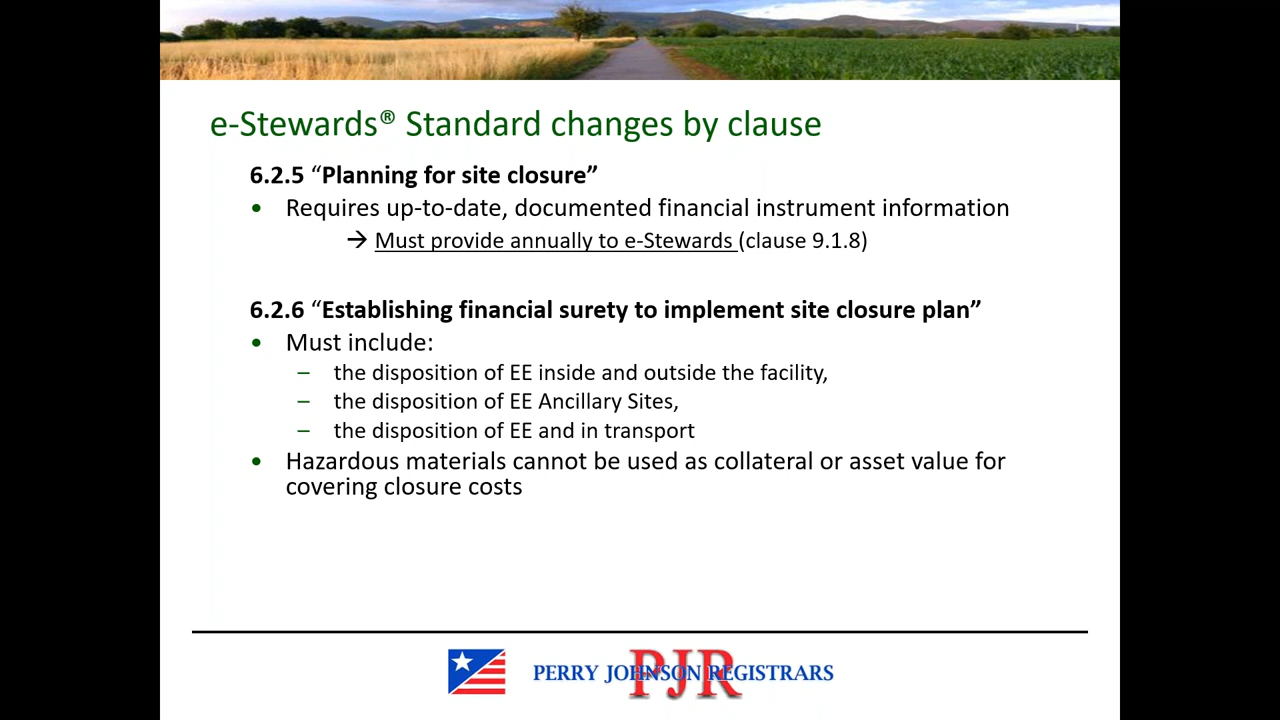 e-Stewards® Standard changes by clause
6.2.5 “Planning for site closure”
• Requires up-to-date, documented financial instrument information
→ Must provide annually to e-Stewards (clause 9.1.8)
6.2.6 “Establishing financial surety to implement site closure plan”
• Must include:
– the disposition of EE inside and outside the facility,
– the disposition of EE Ancillary Sites,
– the disposition of EE and in transport
• Hazardous materials cannot be used as collateral or asset value for
covering closure costs
PJR
PERRY JOHNSON REGISTRARS